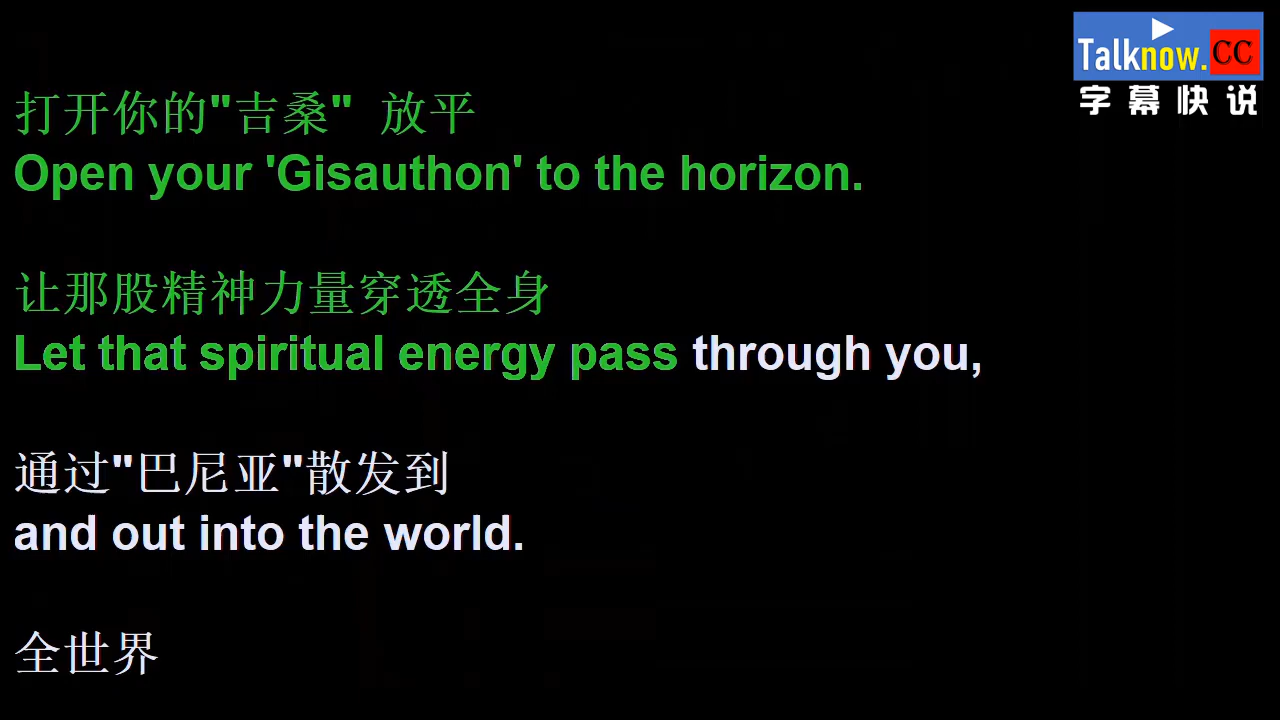 Talknow.CC
字幕快说
打开你的"吉桑" 放平
Open your 'Gisauthon' to the horizon.
让那股精神力量穿透全身
Let that spiritual energy pass through you,
通过"巴尼亚"散发到
and out into the world.
全世界